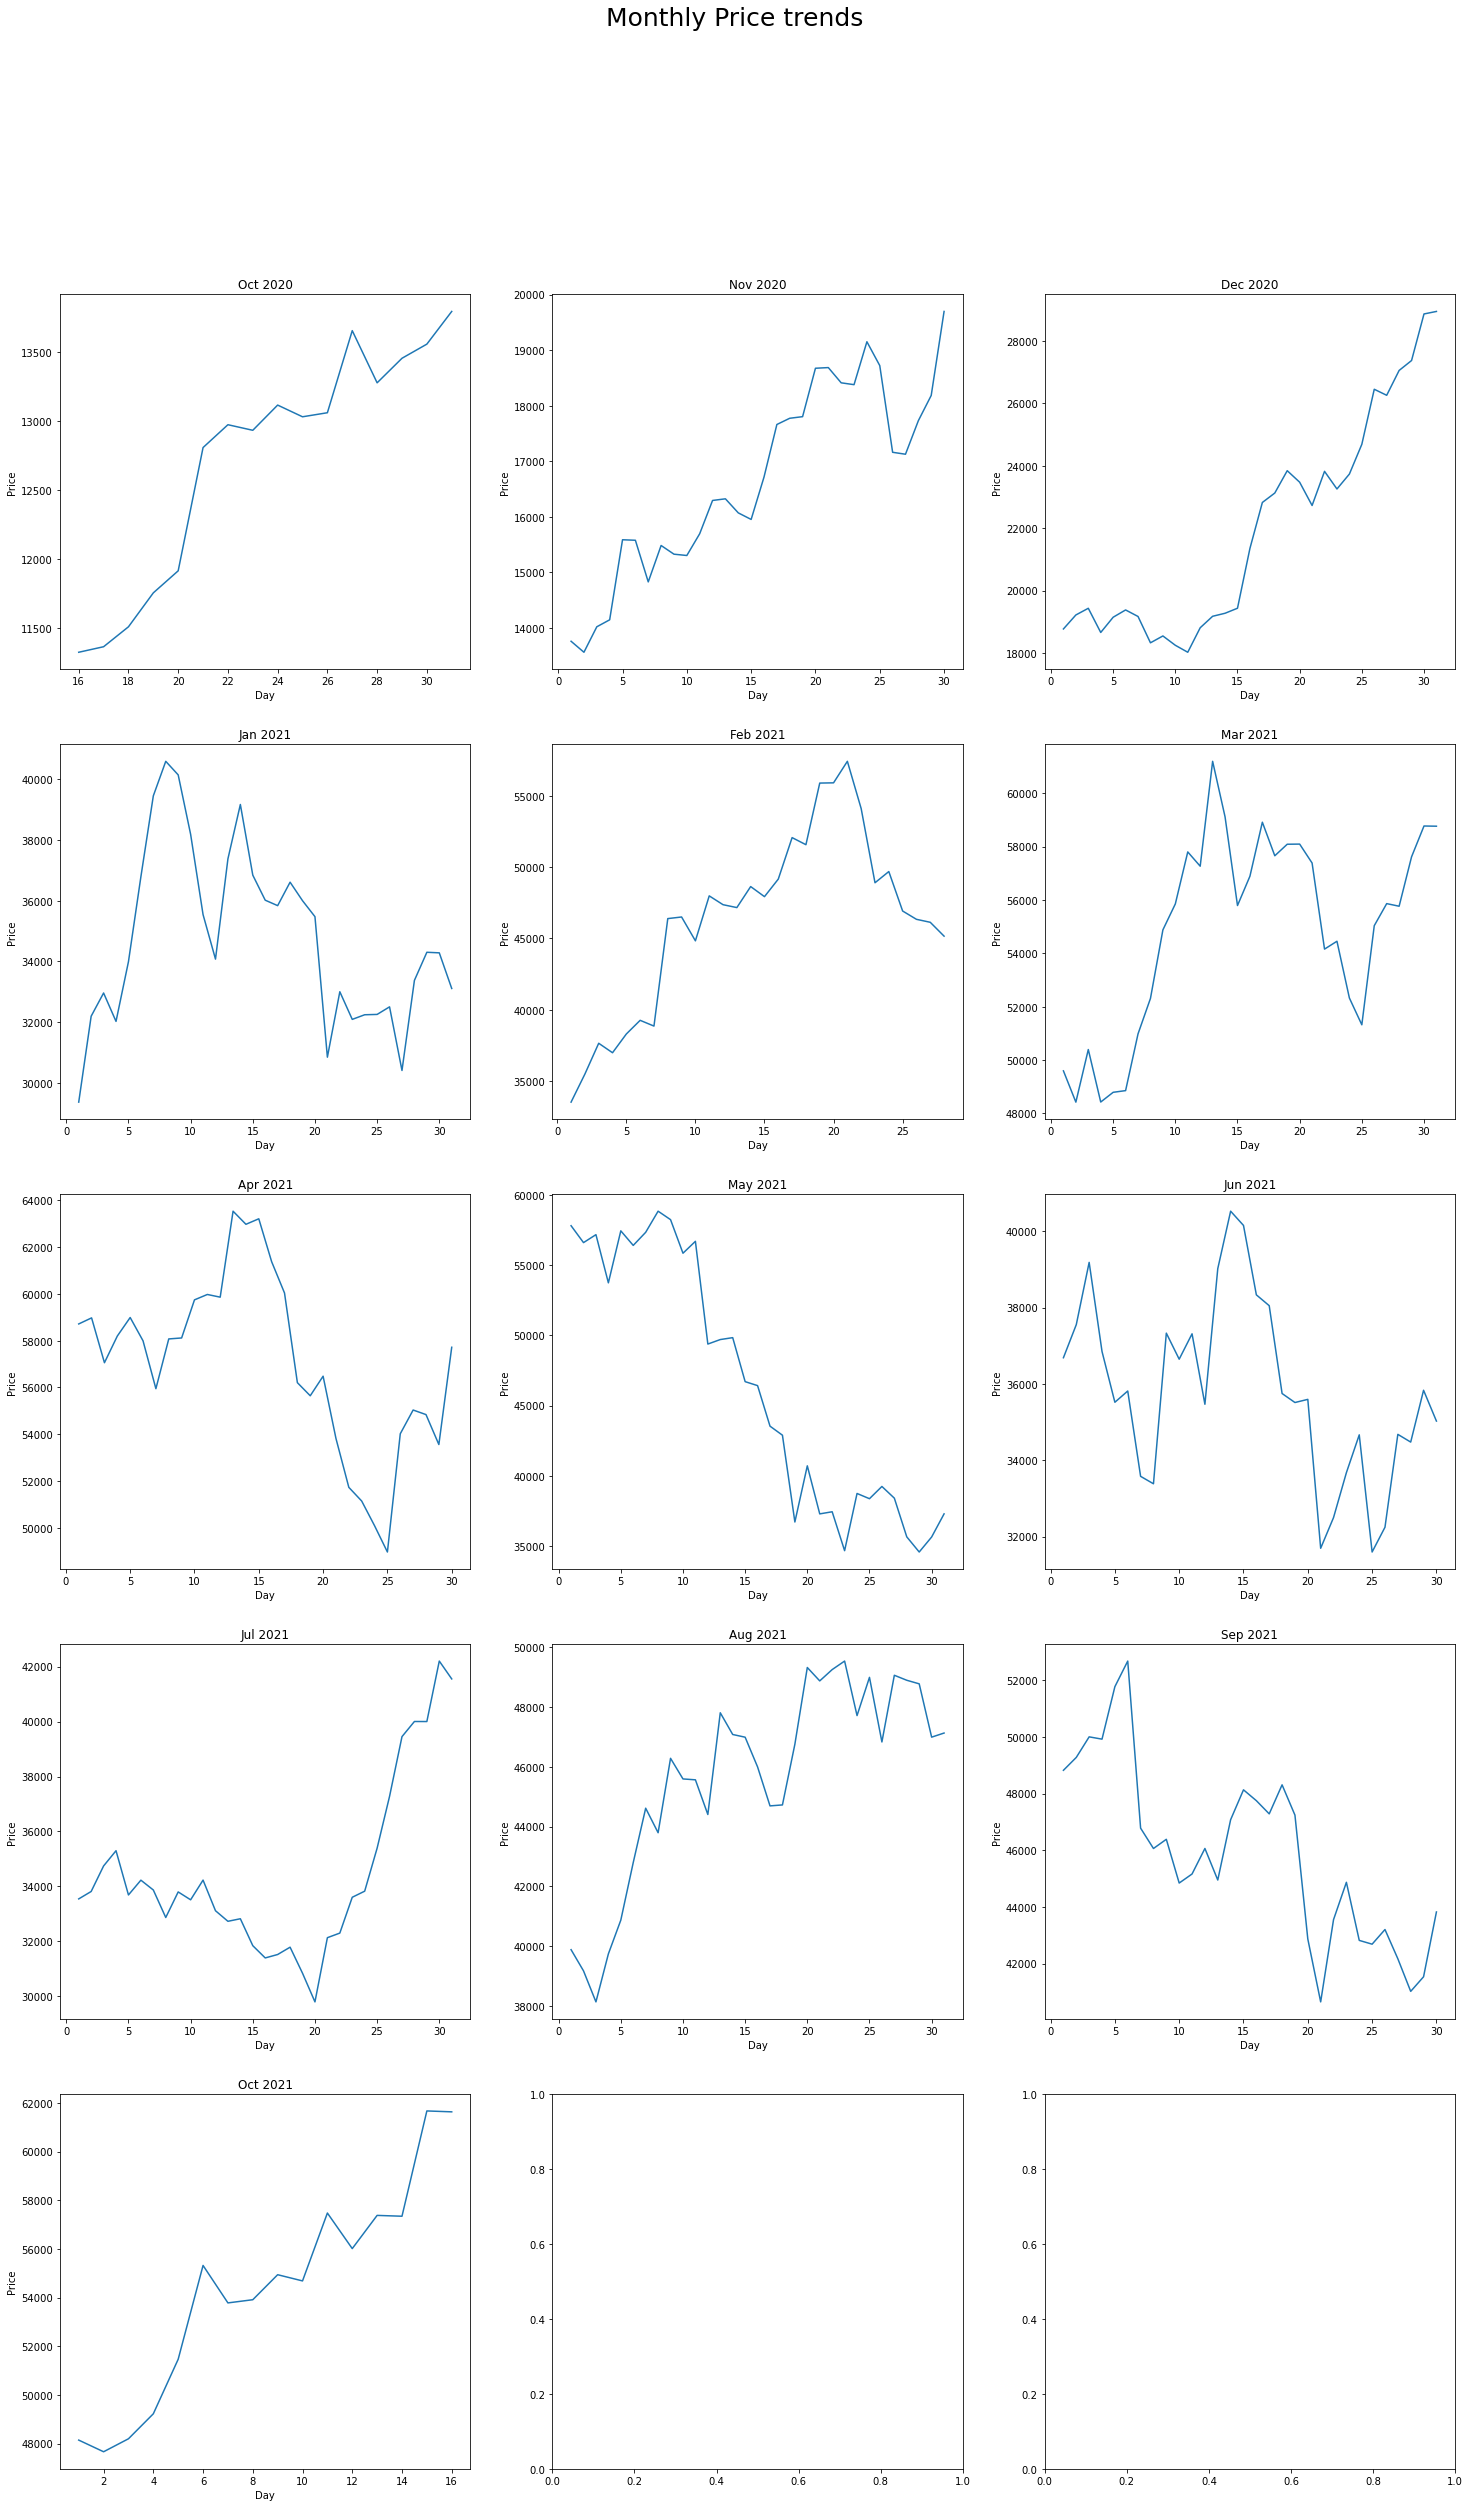 Monthly Price trends
Oct 2020
Price
13500
13000
12500
12000
11500
16 18 20 22 24 26 28 30
Day
Nov 2020
Price
20000
19000
18000
17000
16000
15000
14000
0 5 10 15 20 25 30
Day
Dec 2020
Price
28000
26000
24000
22000
20000
18000
0 5 10 15 20 25 30
Day
Jan 2021
Price
40000
38000
36000
34000
32000
30000
0 5 10 15 20 25 30
Day
Feb 2021
Price
55000
50000
45000
40000
35000
0 5 10 15 20 25
Day
Mar 2021
Price
60000
58000
56000
54000
52000
50000
48000
0 5 10 15 20 25 30
Day
Apr 2021
Price
64000
62000
60000
58000
56000
54000
52000
50000
0 5 10 15 20 25 30
Day
May 2021
Price
60000
55000
50000
45000
40000
35000
0 5 10 15 20 25 30
Day
Jun 2021
Price
40000
38000
36000
34000
32000
0 5 10 15 20 25 30
Day
Jul 2021
Price
42000
40000
38000
36000
34000
32000
30000
0 5 10 15 20 25 30
Day
Aug 2021
Price
50000
48000
46000
44000
42000
40000
38000
0 5 10 15 20 25 30
Day
Sep 2021
Price
52000
50000
48000
46000
44000
42000
0 5 10 15 20 25 30
Day
Oct 2021
Price
62000
60000
58000
56000
54000
52000
50000
48000
2 4 6 8 10 12 14 16
Day
1.0
0.8
0.6
0.4
0.2
0.0
0.0 0.2 0.4 0.6 0.8 1.0
1.0
0.8
0.6
0.4
0.2
0.0
0.0 0.2 0.4 0.6 0.8 1.0